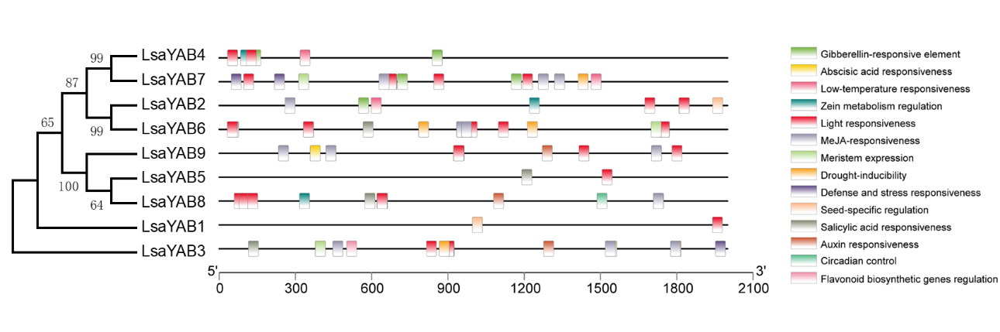 99
LsaYAB4
87
LsaYAB7
LsaYAB2
65
99
LsaYAB6
LsaYAB9
100
LsaYAB5
64
LsaYAB8
LsaYAB1
LsaYAB3
5'
3'
0 300 600 900 1200 1500 1800 2100
Gibberellin-responsive element
Abscisic acid responsiveness
Low-temperature responsiveness
Zein metabolism regulation
Light responsiveness
MeJA-responsiveness
Meristem expression
Drought-inducibility
Defense and stress responsiveness
Seed-specific regulation
Salicylic acid responsiveness
Auxin responsiveness
Circadian control
Flavonoid biosynthetic genes regulation